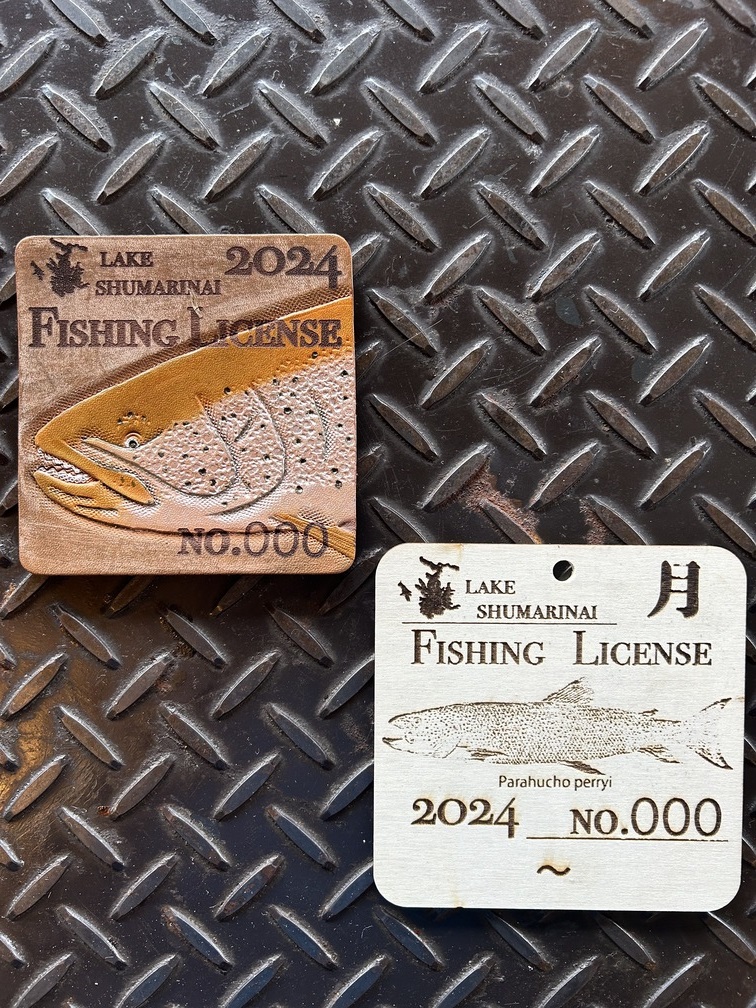 LAKE
SHUMARINAI
2024
FISHING LICENSE
NO.000
LAKE
SHUMARINAI
月
FISHING LICENSE
Parahucho perryi
2024 NO.000
~